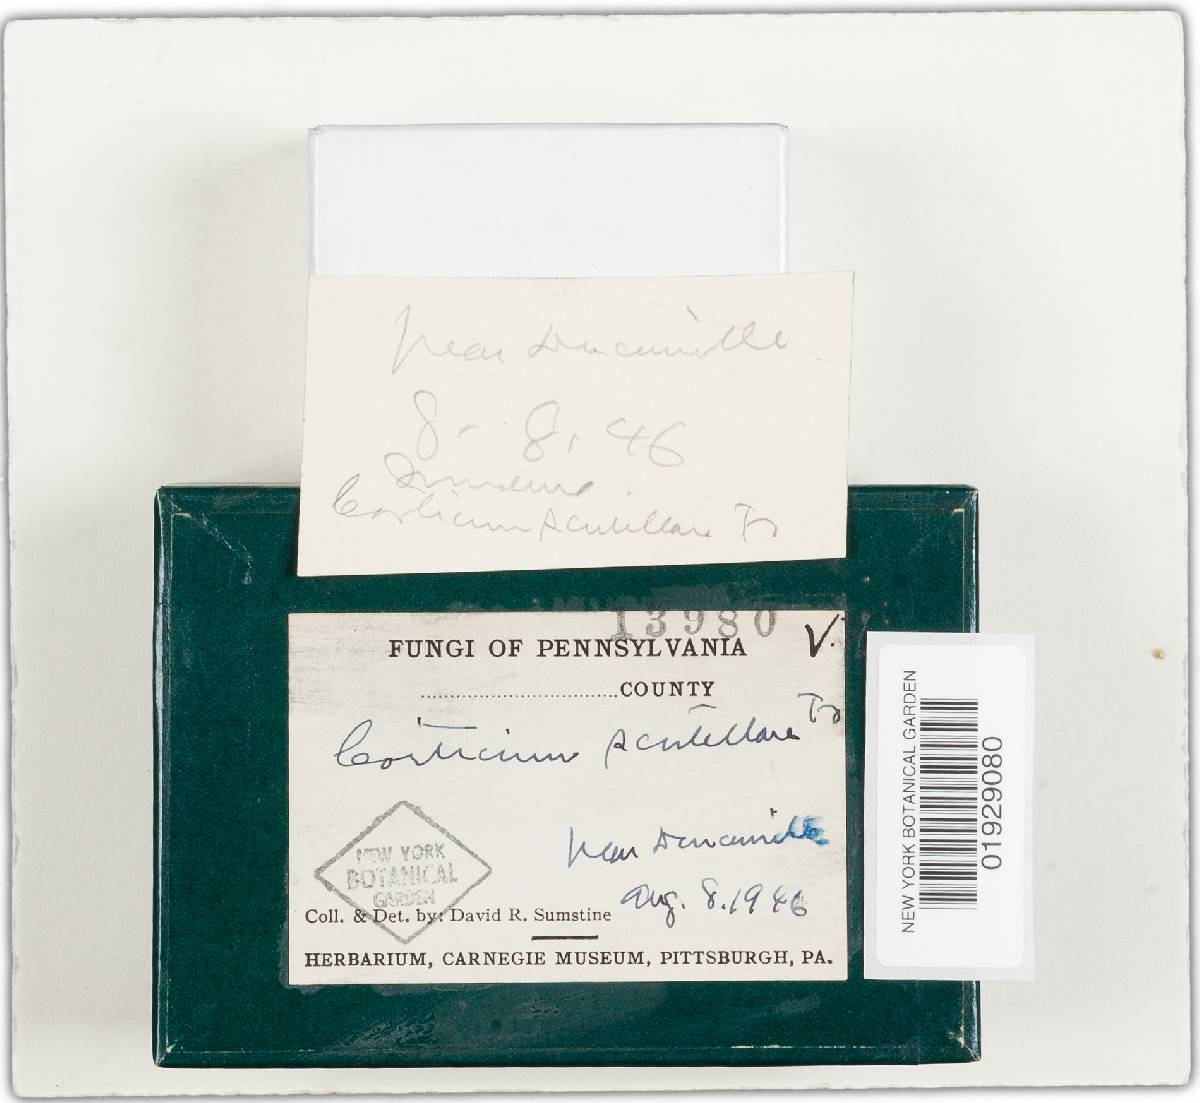 near Duncanville
8. 8. 46
Sumstine
Corticium scutellare
13980
FUNGI OF PENNSYLVANIA
V.
COUNTY
Corticium scutellare
near Duncanville
Aug. 8. 1946
NEW YORK
BOTANICAL
GARDEN
Coll. & Det. by: David R. Sumstine
HERBARIUM, CARNEGIE MUSEUM, PITTSBURGH, PA.
NEW YORK BOTANICAL GARDEN
01929080